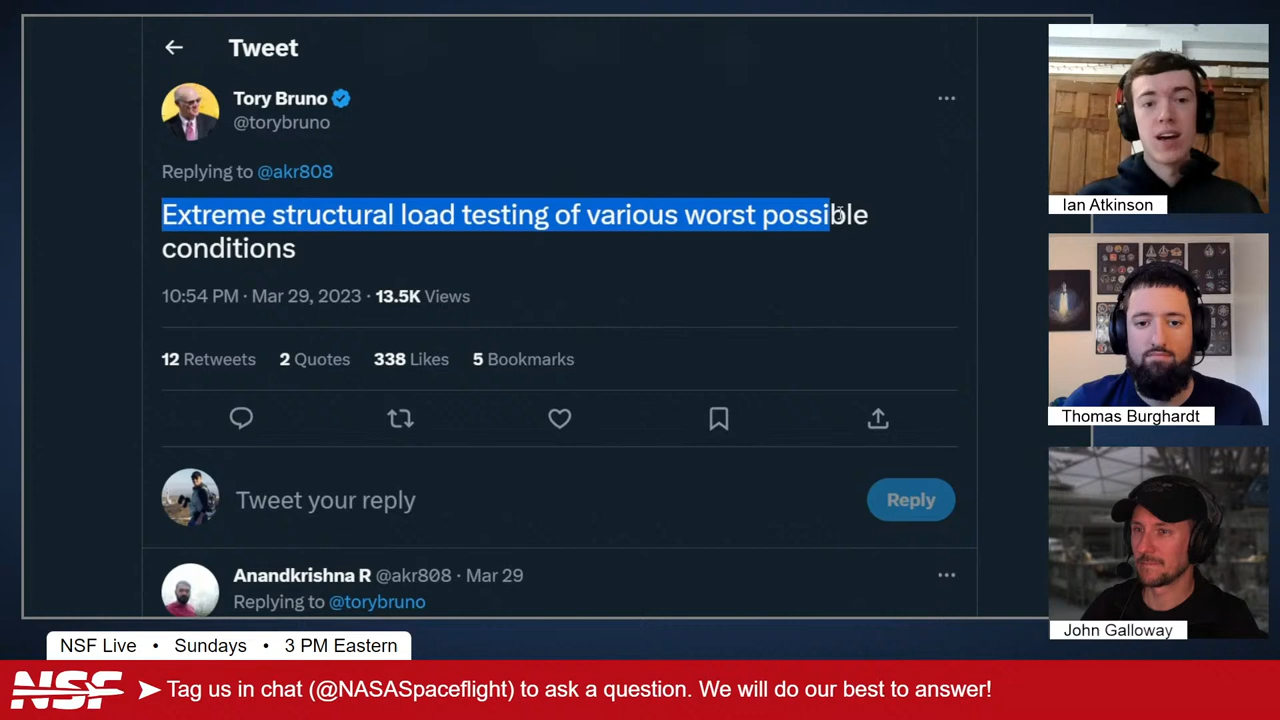 Tweet
Tory Bruno
@torybruno
Replying to @akr808
Extreme structural load testing of various worst possible
conditions
10:54 PM · Mar 29, 2023 · 13.5K Views
12 Retweets 2 Quotes 338 Likes 5 Bookmarks
Tweet your reply
Reply
Anandkrishna R @akr808 · Mar 29
Replying to @torybruno
Ian Atkinson
Thomas Burghardt
John Galloway
NSF Live • Sundays • 3 PM Eastern
NSF
Tag us in chat (@NASASpaceflight) to ask a question. We will do our best to answer!